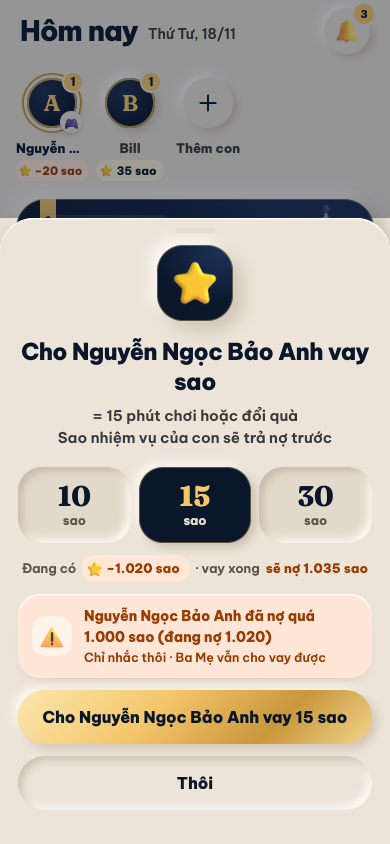 Hôm nay Thứ Tư, 18/11
3
A
1
B
1
Nguyễn ...
Bill
Thêm con
-20 sao
35 sao
Cho Nguyễn Ngọc Bảo Anh vay
sao
= 15 phút chơi hoặc đổi quà
Sao nhiệm vụ của con sẽ trả nợ trước
10
sao
15
sao
30
sao
Đang có -1.020 sao · vay xong sẽ nợ 1.035 sao
Nguyễn Ngọc Bảo Anh đã nợ quá
1.000 sao (đang nợ 1.020)
Chỉ nhắc thôi · Ba Mẹ vẫn cho vay được
Cho Nguyễn Ngọc Bảo Anh vay 15 sao
Thôi